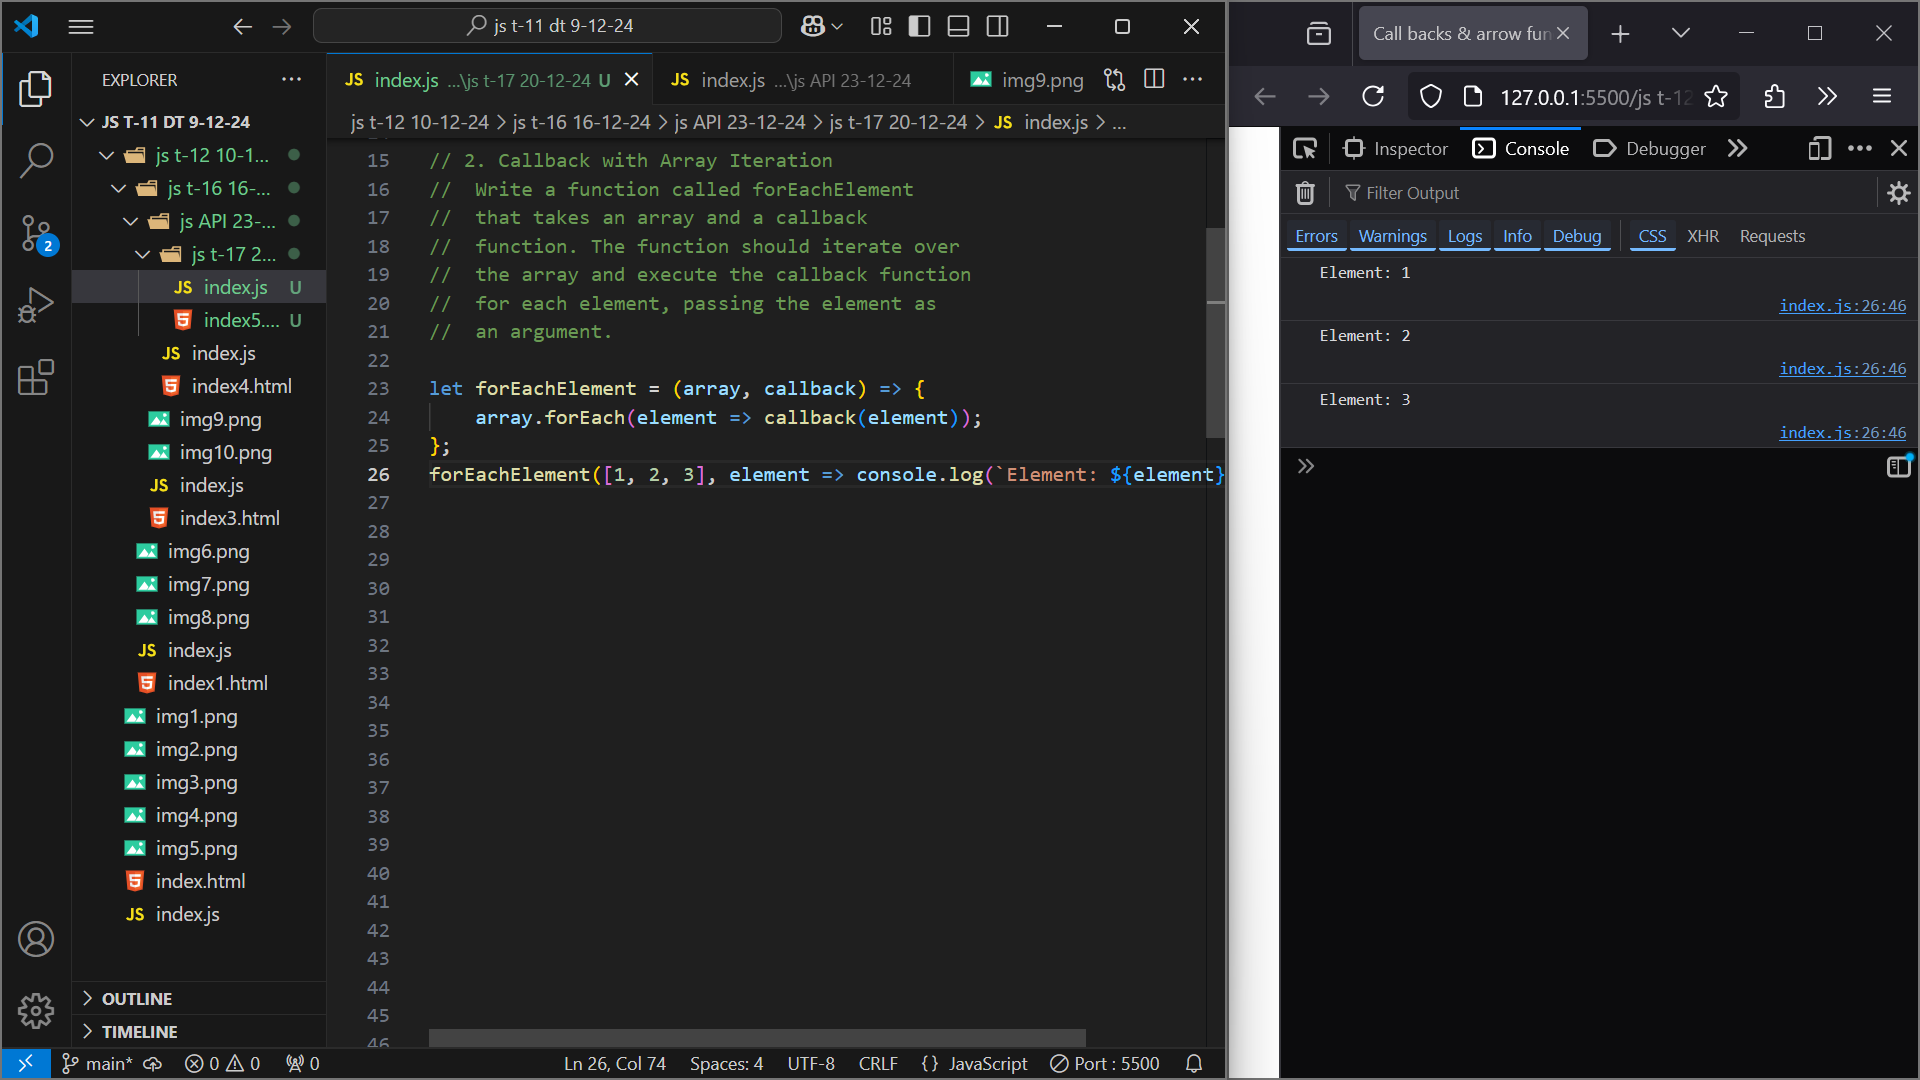 js t-11 dt 9-12-24
EXPLORER
JS T-11 DT 9-12-24
js t-12 10-1...
js t-16 16-...
js API 23-...
js t-17 2...
JS index.js U
index5.... U
JS index.js
index4.html
img9.png
img10.png
JS index.js
index3.html
img6.png
img7.png
img8.png
JS index.js
index1.html
img1.png
img2.png
img3.png
img4.png
img5.png
index.html
JS index.js
OUTLINE
TIMELINE
JS index.js ...\js t-17 20-12-24 U
JS index.js ...\js API 23-12-24
img9.png
js t-12 10-12-24 > js t-16 16-12-24 > js API 23-12-24 > js t-17 20-12-24 > JS index.js > ...
15 // 2. Callback with Array Iteration
16 //  Write a function called forEachElement
17 //  that takes an array and a callback
18 //  function. The function should iterate over
19 //  the array and execute the callback function
20 //  for each element, passing the element as
21 //  an argument.
22
23 let forEachElement = (array, callback) => {
24     array.forEach(element => callback(element));
25 };
26 forEachElement([1, 2, 3], element => console.log(`Element: ${element}
27
28
29
30
31
32
33
34
35
36
37
38
39
40
41
42
43
44
45
46
2
main*
0
0
0
Ln 26, Col 74
Spaces: 4
UTF-8
CRLF
{} JavaScript
Port : 5500
Call backs & arrow fun
127.0.0.1:5500/js t-12
Inspector
Console
Debugger
Filter Output
Errors
Warnings
Logs
Info
Debug
CSS
XHR
Requests
Element: 1
index.js:26:46
Element: 2
index.js:26:46
Element: 3
index.js:26:46